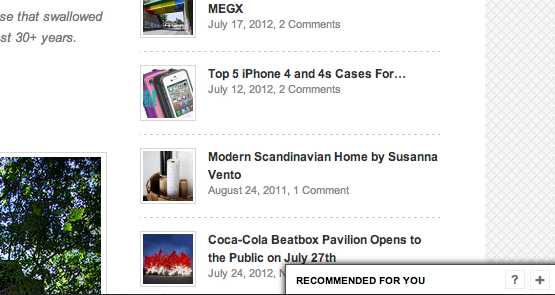 se that swallowed
st 30+ years.
MEGX
July 17, 2012, 2 Comments
Top 5 iPhone 4 and 4s Cases For…
July 12, 2012, 2 Comments
Modern Scandinavian Home by Susanna
Vento
August 24, 2011, 1 Comment
Coca-Cola Beatbox Pavilion Opens to
the Public on July 27th
July 24, 2012, N
RECOMMENDED FOR YOU ? +